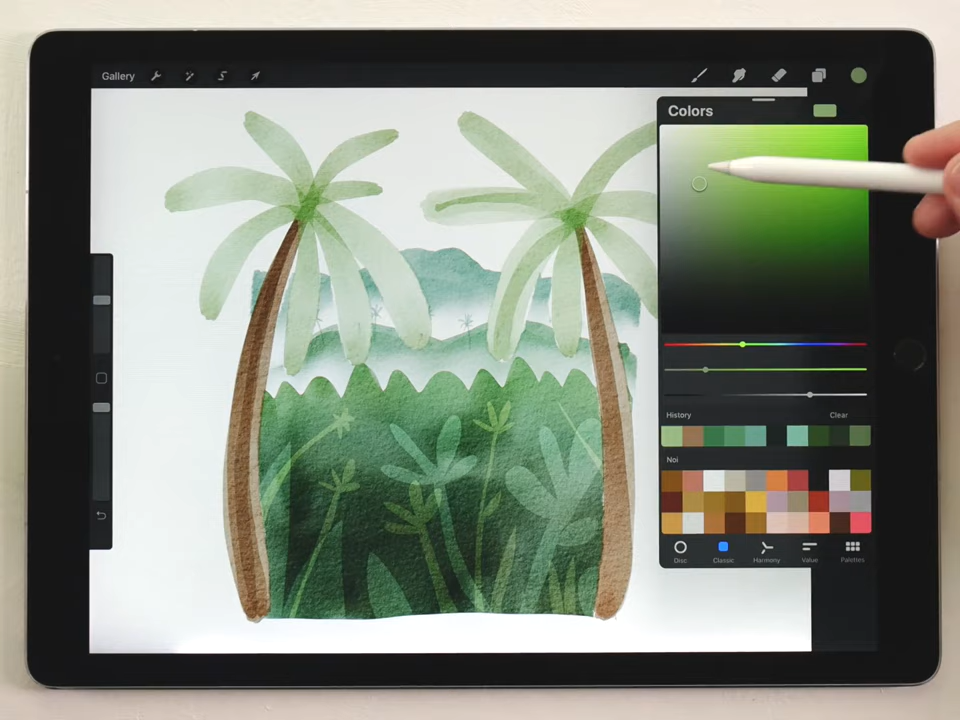 Gallery
Colors
History Clear
Noi
Disc Classic Harmony Value Palettes